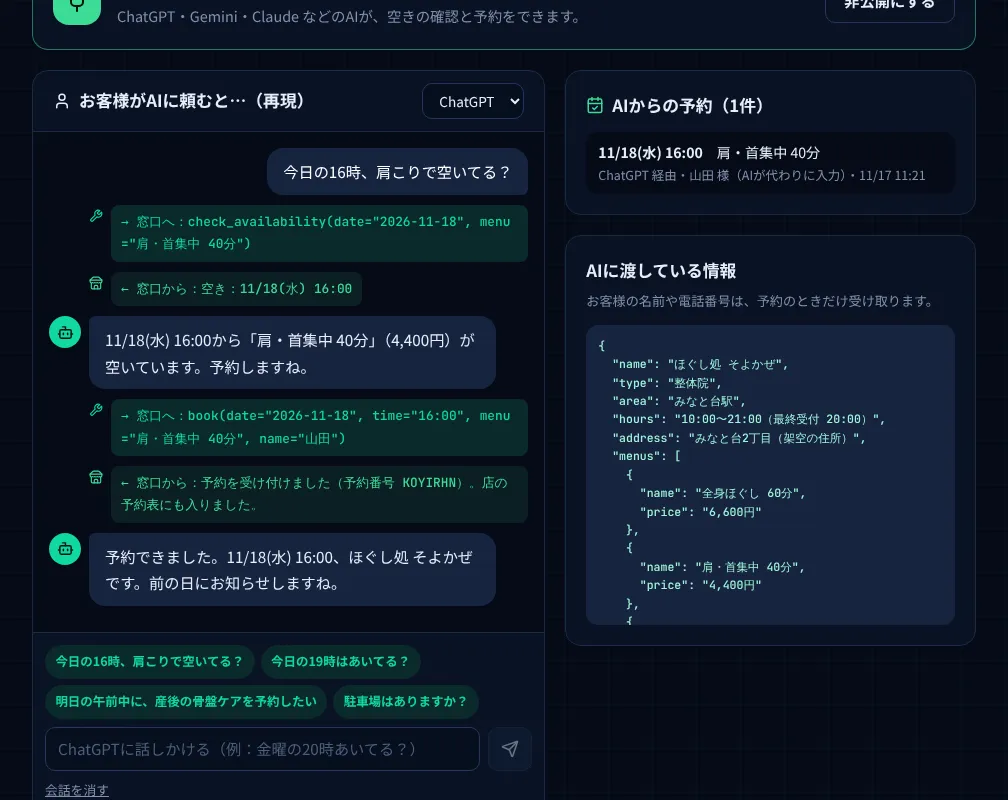 ChatGPT・Gemini・Claude などのAIが、空きの確認と予約をできます。
非公開にする
お客様がAIに頼むと…（再現）
ChatGPT
今日の16時、肩こりで空いてる？
→ 窓口へ：check_availability(date="2026-11-18", menu
="肩・首集中 40分")
← 窓口から：空き：11/18(水) 16:00
11/18(水) 16:00から「肩・首集中 40分」（4,400円）が
空いています。予約しますね。
→ 窓口へ：book(date="2026-11-18", time="16:00", menu
="肩・首集中 40分", name="山田")
← 窓口から：予約を受け付けました（予約番号 KOYIRHN）。店の
予約表にも入りました。
予約できました。11/18(水) 16:00、ほぐし処 そよかぜ
です。前の日にお知らせしますね。
今日の16時、肩こりで空いてる？
今日の19時はあいてる？
明日の午前中に、産後の骨盤ケアを予約したい
駐車場はありますか？
ChatGPTに話しかける（例：金曜の20時あいてる？）
会話を消す
AIからの予約（1件）
11/18(水) 16:00 肩・首集中 40分
ChatGPT 経由・山田 様（AIが代わりに入力）・11/17 11:21
AIに渡している情報
お客様の名前や電話番号は、予約のときだけ受け取ります。
{
"name": "ほぐし処 そよかぜ",
"type": "整体院",
"area": "みなと台駅",
"hours": "10:00〜21:00（最終受付 20:00）",
"address": "みなと台2丁目（架空の住所）",
"menus": [
{
"name": "全身ほぐし 60分",
"price": "6,600円"
},
{
"name": "肩・首集中 40分",
"price": "4,400円"
},
{